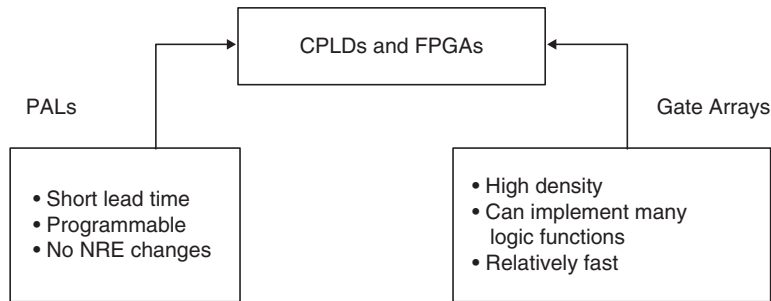 CPLDs and FPGAs
PALs
Gate Arrays
• Short lead time
• Programmable
• No NRE changes
• High density
• Can implement many
logic functions
• Relatively fast